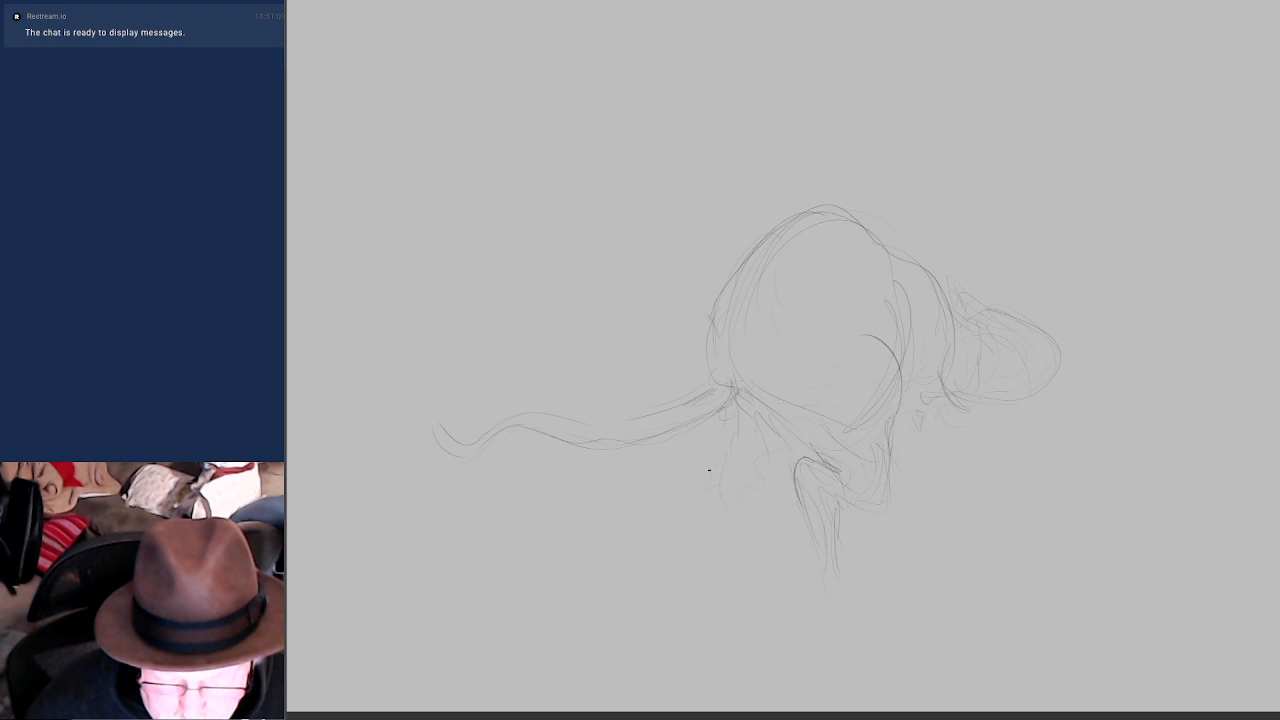 Restream.io
The chat is ready to display messages.